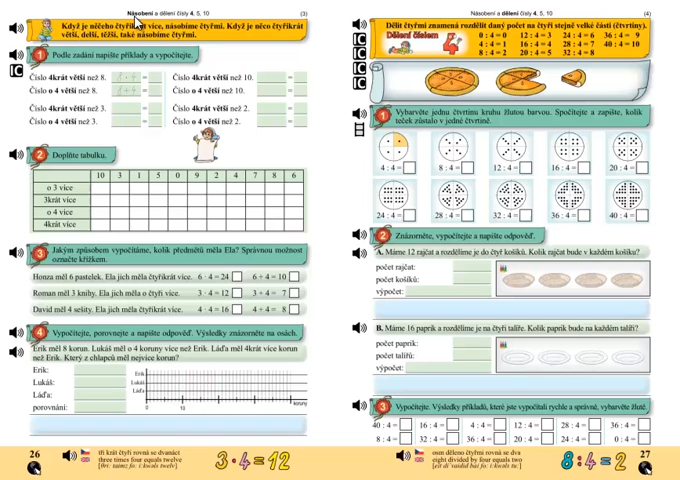 Násobení a dělení čísly 4, 5, 10
(3)
Když je něčeho čtyřikrát více, násobíme čtyřmi. Když je něco čtyřikrát
větší, delší, těžší, také násobíme čtyřmi.
1
Podle zadání napište příklady a vypočítejte.
Číslo 4krát větší než 8.
8 · 4 =
Číslo 4krát větší než 10.
=
Číslo o 4 větší než 8.
=
Číslo o 4 větší než 10.
=
Číslo 4krát větší než 3.
=
Číslo 4krát větší než 2.
=
Číslo o 4 větší než 3.
=
Číslo o 4 větší než 2.
=
2
Doplňte tabulku.
10 3 1 5 0 9 2 4 7 8 6
o 3 více
3krát více
o 4 více
4krát více
3
Jakým způsobem vypočítáme, kolik předmětů měla Ela? Správnou možnost
označte křížkem.
Honza měl 6 pastelek. Ela jich měla čtyřikrát více. 6 · 4 = 24 6 + 4 = 10
Roman měl 3 knihy. Ela jich měla o čtyři více. 3 · 4 = 12 3 + 4 = 7
David měl 4 sešity. Ela jich měla čtyřikrát více. 4 · 4 = 16 4 + 4 = 8
4
Vypočítejte, porovnejte a napište odpověď. Výsledky znázorněte na osách.
Erik měl 8 korun. Lukáš měl o 4 koruny více než Erik. Láďa měl 4krát více korun
než Erik. Který z chlapců měl nejvíce korun?
Erik:
Lukáš:
Láďa:
porovnání:
Erik
Lukáš
Láďa
0 10 koruny
26
tři krát čtyři rovná se dvanáct
three times four equals twelve
3 · 4 = 12
Násobení a dělení čísly 4, 5, 10
(4)
Dělit čtyřmi znamená rozdělit daný počet na čtyři stejně velké části (čtvrtiny).
Dělení číslem 4
0 : 4 = 0 12 : 4 = 3 24 : 4 = 6 36 : 4 = 9
4 : 4 = 1 16 : 4 = 4 28 : 4 = 7 40 : 4 = 10
8 : 4 = 2 20 : 4 = 5 32 : 4 = 8
1
Vybarvěte jednu čtvrtinu kruhu žlutou barvou. Spočítejte a zapište, kolik
teček zůstalo v jedné čtvrtině.
4 : 4 = 8 : 4 = 12 : 4 = 16 : 4 = 20 : 4 =
24 : 4 = 28 : 4 = 32 : 4 = 36 : 4 = 40 : 4 =
2
Znázorněte, vypočítejte a napište odpověď.
A. Máme 12 rajčat a rozdělíme je do čtyř košíků. Kolik rajčat bude v každém košíku?
počet rajčat:
počet košíků:
výpočet:
B. Máme 16 paprik a rozdělíme je na čtyři talíře. Kolik paprik bude na každém talíři?
počet paprik:
počet talířů:
výpočet:
3
Vypočítejte. Výsledky příkladů, které jste vypočítali rychle a správně, vybarvěte žlutě.
40 : 4 = 16 : 4 = 4 : 4 = 28 : 4 = 36 : 4 =
8 : 4 = 32 : 4 = 20 : 4 = 24 : 4 = 0 : 4 =
osm děleno čtyřmi rovná se dva
eight divided by four equals two
8 : 4 = 2
27